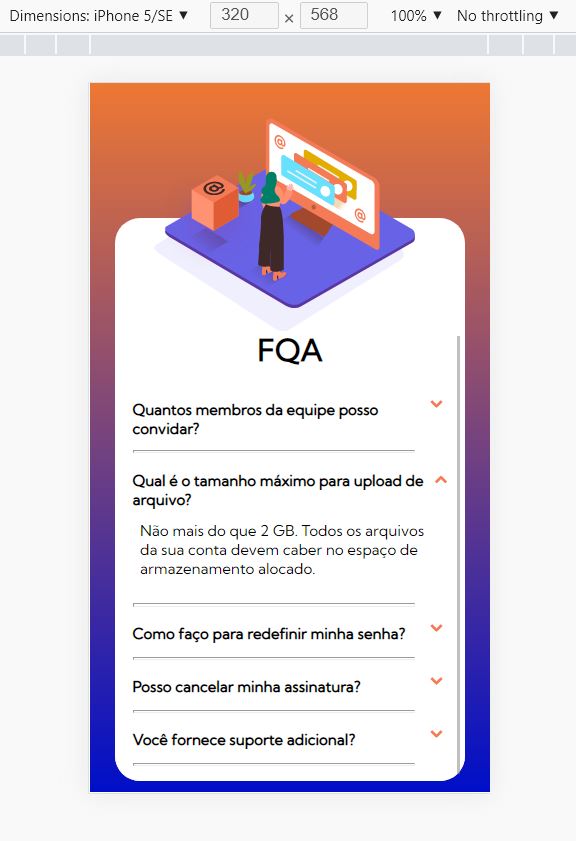 Dimensions: iPhone 5/SE ▼ 320 × 568 100% ▼ No throttling ▼
@
@
@
FQA
Quantos membros da equipe posso
convidar?
Qual é o tamanho máximo para upload de
arquivo?
Não mais do que 2 GB. Todos os arquivos
da sua conta devem caber no espaço de
armazenamento alocado.
Como faço para redefinir minha senha?
Posso cancelar minha assinatura?
Você fornece suporte adicional?